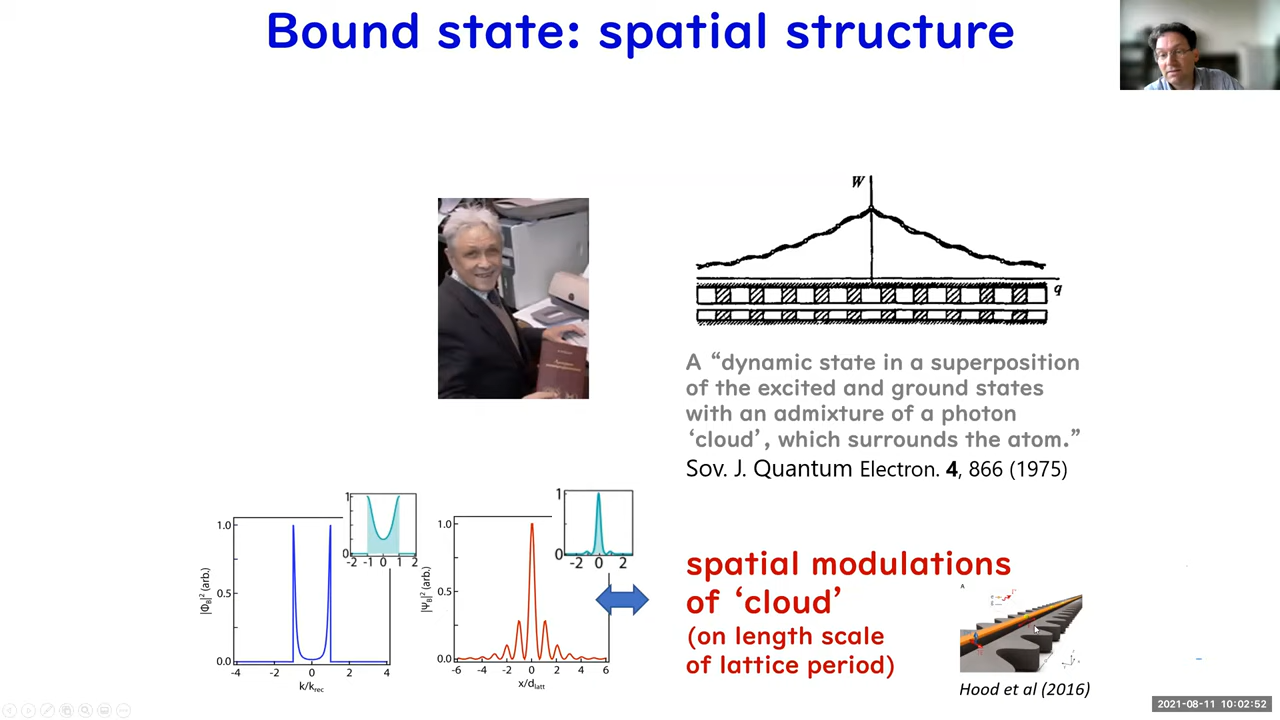 Bound state: spatial structure
W
q
A “dynamic state in a superposition
of the excited and ground states
with an admixture of a photon
‘cloud’, which surrounds the atom.”
Sov. J. Quantum Electron. 4, 866 (1975)
1
0
-2 -1 0 1 2
1.0
0.5
0.0
|Φ_B|² (arb.)
-4 -2 0 2 4
k/k_rec
1
0
-2 0 2
1.0
0.5
0.0
|Ψ_B|² (arb.)
-6 -4 -2 0 2 4 6
x/d_latt
spatial modulations
of ‘cloud’
(on length scale
of lattice period)
A
Hood et al (2016)
2021-08-11 10:02:52